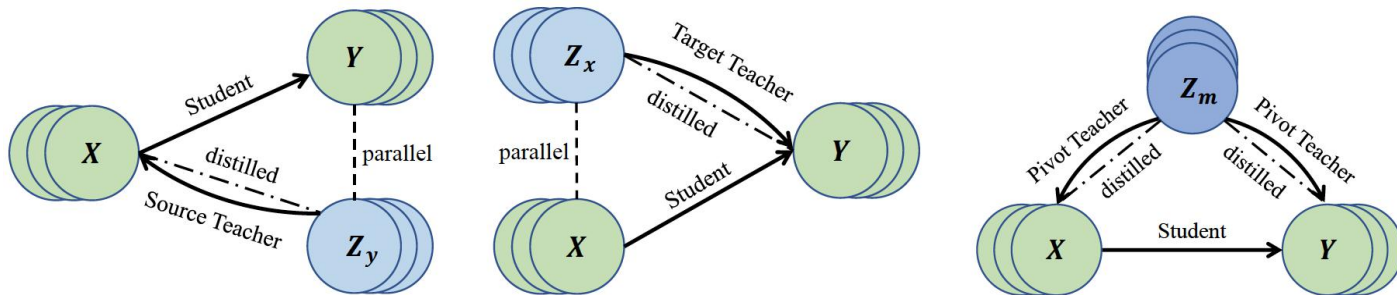 Y
Student
X
distilled
parallel
Source Teacher
Z_y
Z_x
Target Teacher
distilled
parallel
Y
Student
X
Z_m
Pivot Teacher
Pivot Teacher
distilled
distilled
Student
X
Y